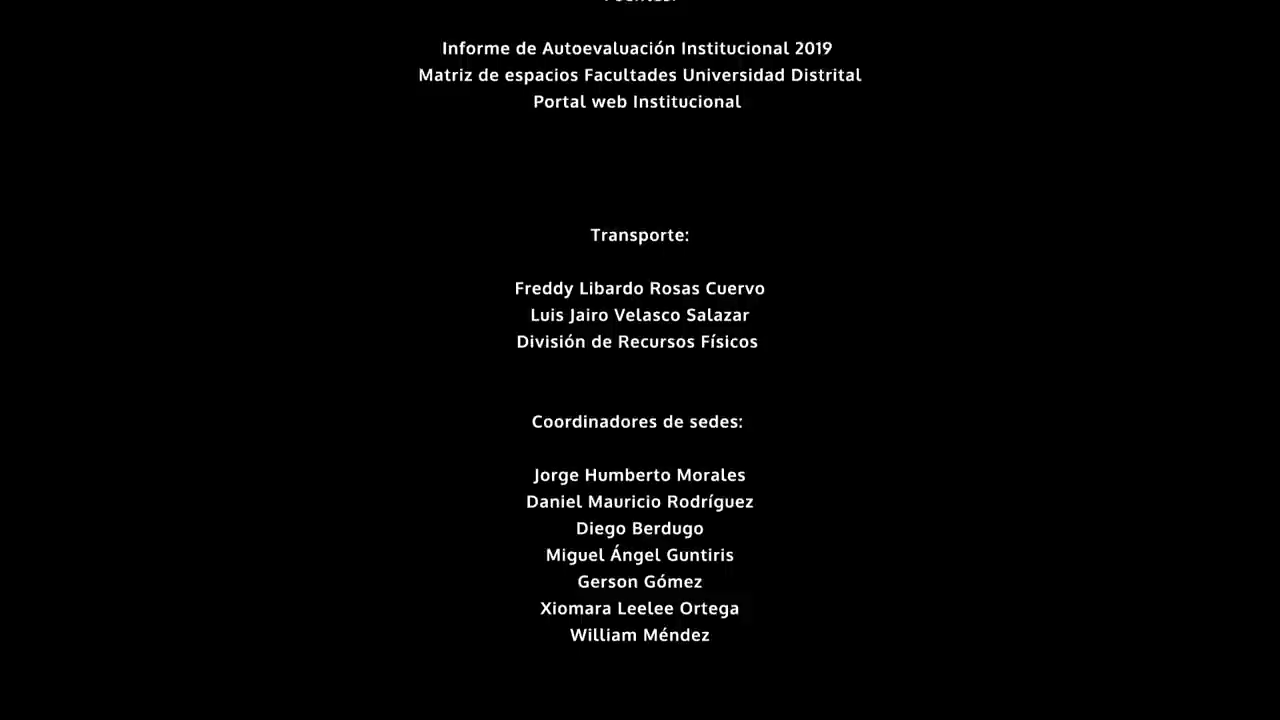 Informe de Autoevaluación Institucional 2019
Matriz de espacios Facultades Universidad Distrital
Portal web Institucional
Transporte:
Freddy Libardo Rosas Cuervo
Luis Jairo Velasco Salazar
División de Recursos Físicos
Coordinadores de sedes:
Jorge Humberto Morales
Daniel Mauricio Rodríguez
Diego Berdugo
Miguel Ángel Guntiris
Gerson Gómez
Xiomara Leelee Ortega
William Méndez